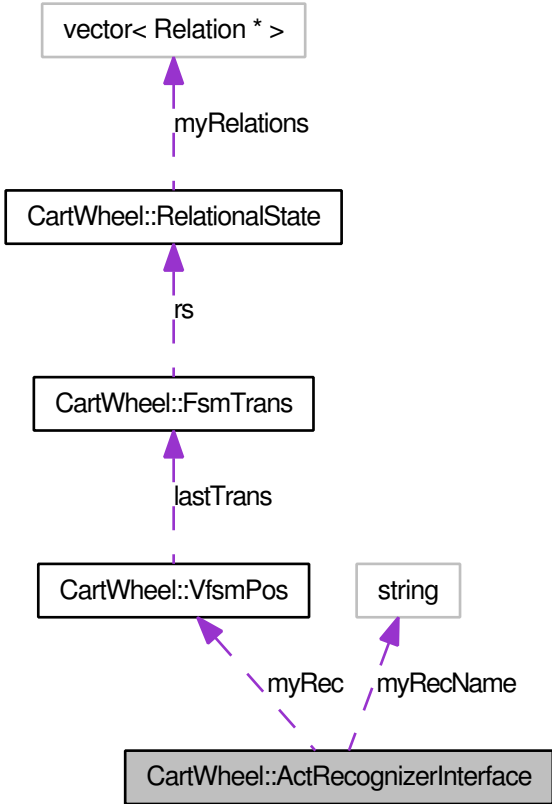 vector< Relation * >
myRelations
CartWheel::RelationalState
rs
CartWheel::FsmTrans
lastTrans
CartWheel::VfsmPos
string
myRec
myRecName
CartWheel::ActRecognizerInterface